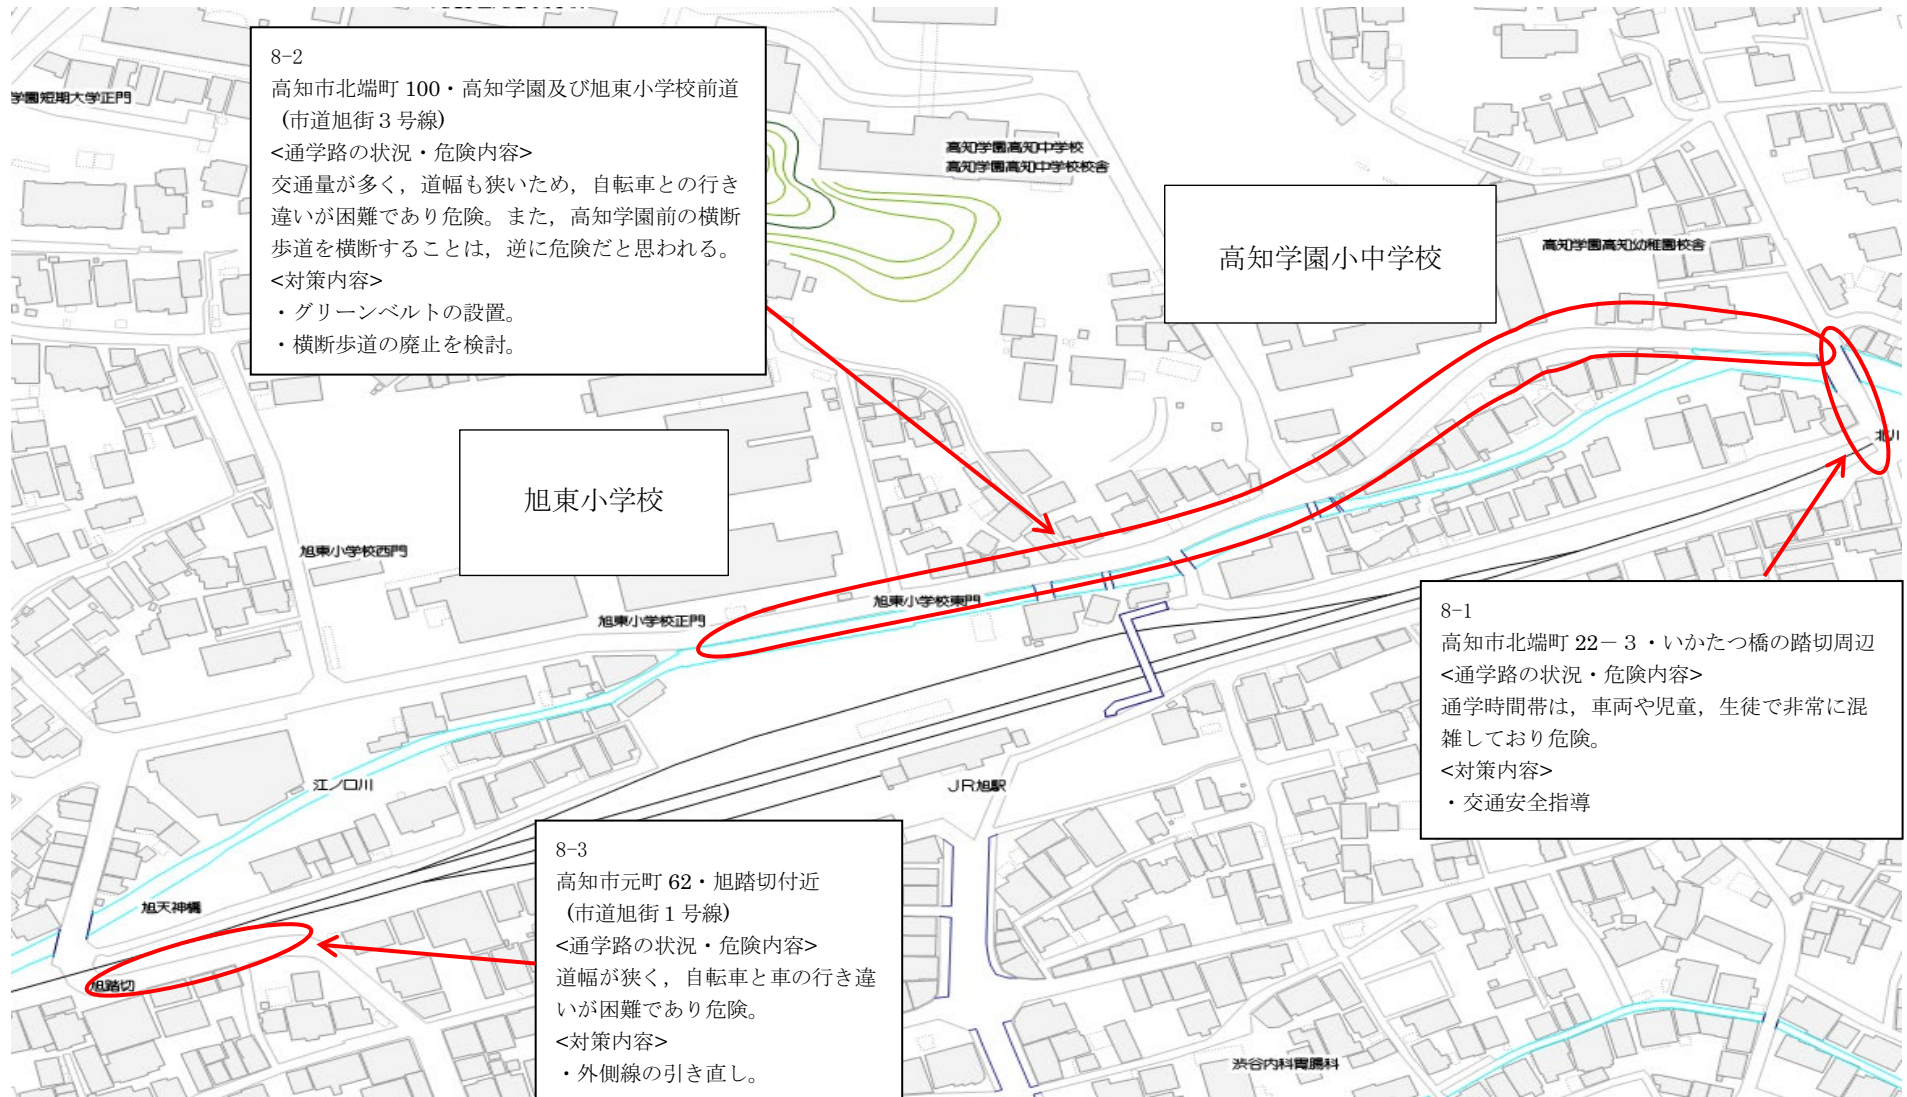 8-2
高知市北端町 100・高知学園及び旭東小学校前道
(市道旭街３号線)
<通学路の状況・危険内容>
交通量が多く，道幅も狭いため，自転車との行き
違いが困難であり危険。また，高知学園前の横断
歩道を横断することは，逆に危険だと思われる。
<対策内容>
・グリーンベルトの設置。
・横断歩道の廃止を検討。
学園短期大学正門
高知学園高知中学校
高知学園高知中学校校舎
高知学園小中学校
高知学園高知幼稚園校舎
北川
旭東小学校
旭東小学校西門
旭東小学校正門
旭東小学校東門
8-1
高知市北端町 22－３・いかたつ橋の踏切周辺
<通学路の状況・危険内容>
通学時間帯は，車両や児童，生徒で非常に混
雑しており危険。
<対策内容>
・交通安全指導
江ノ口川
ＪＲ旭駅
8-3
高知市元町 62・旭踏切付近
(市道旭街１号線)
<通学路の状況・危険内容>
道幅が狭く，自転車と車の行き違
いが困難であり危険。
<対策内容>
・外側線の引き直し。
旭天神橋
旭踏切
渋谷内科胃腸科